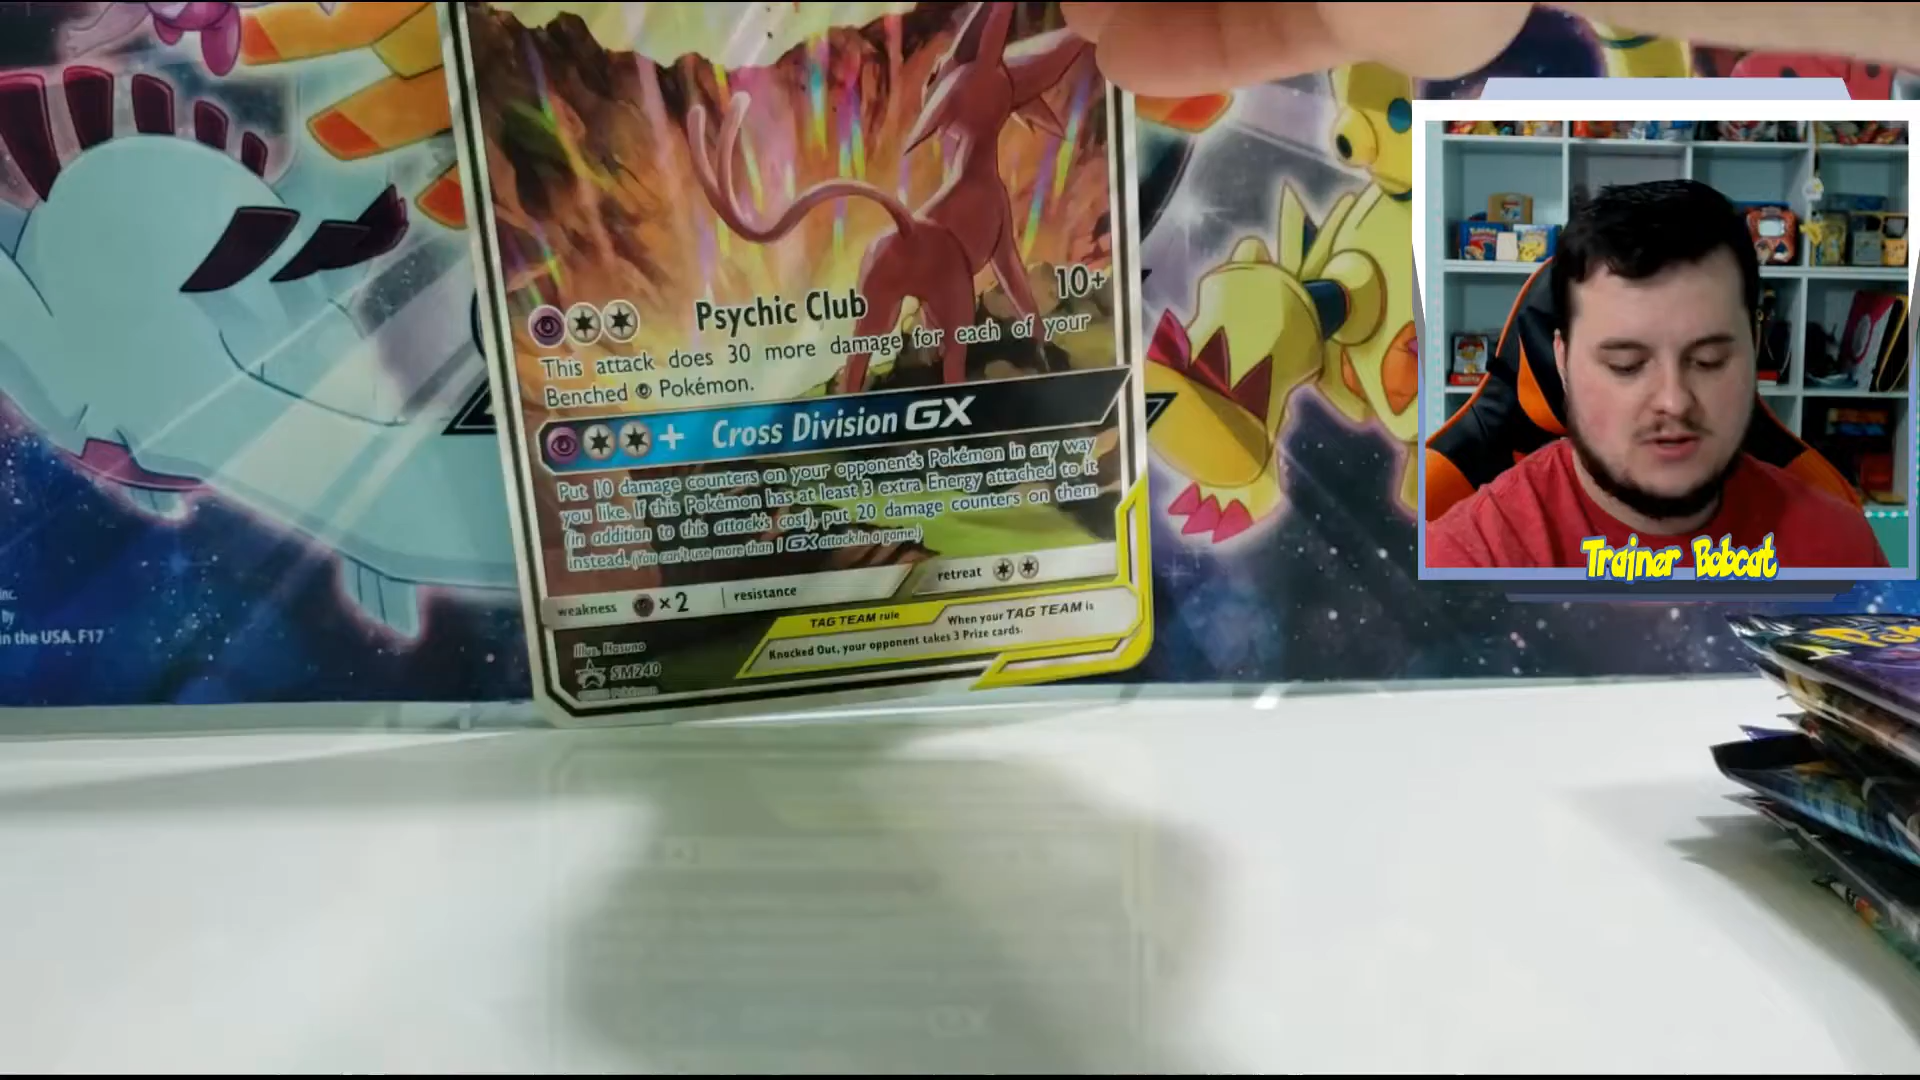 Psychic Club 10+
This attack does 30 more damage for each of your
Benched Pokémon.
+ Cross Division GX
Put 10 damage counters on your opponent's Pokémon in any way
you like. If this Pokémon has at least 3 extra Energy attached to it
(in addition to this attack's cost), put 20 damage counters on them
instead. (You can't use more than 1 GX attack in a game.)
weakness ×2 resistance retreat
TAG TEAM rule When your TAG TEAM is
Knocked Out, your opponent takes 3 Prize cards.
Illus. Hasuno
SM240
Trainer Bobcat
inc.
By
in the USA. F17